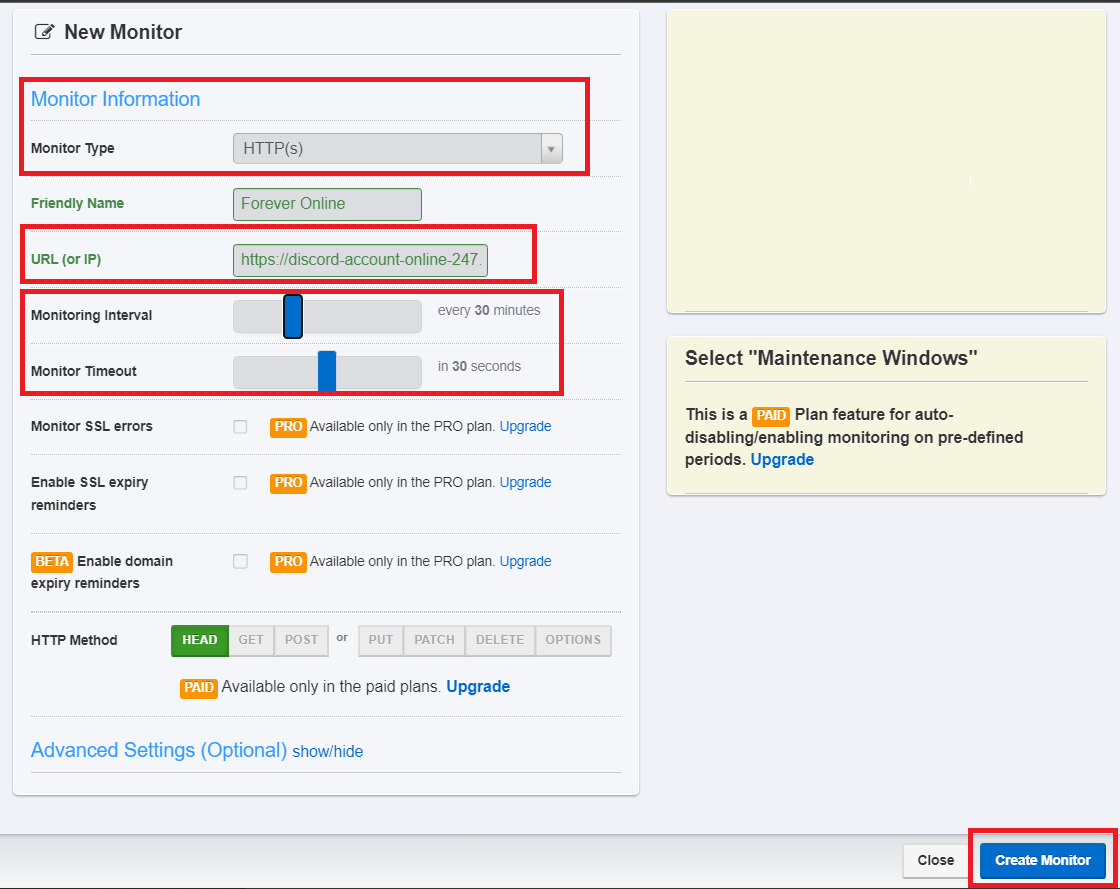 New Monitor
Monitor Information
Monitor Type
HTTP(s)
Friendly Name
Forever Online
URL (or IP)
https://discord-account-online-247.
Monitoring Interval
every 30 minutes
Monitor Timeout
in 30 seconds
Monitor SSL errors
PRO Available only in the PRO plan. Upgrade
Enable SSL expiry
reminders
PRO Available only in the PRO plan. Upgrade
BETA Enable domain
expiry reminders
PRO Available only in the PRO plan. Upgrade
HTTP Method
HEAD GET POST or PUT PATCH DELETE OPTIONS
PAID Available only in the paid plans. Upgrade
Advanced Settings (Optional) show/hide
Select "Maintenance Windows"
This is a PAID Plan feature for auto-
disabling/enabling monitoring on pre-defined
periods. Upgrade
Close
Create Monitor